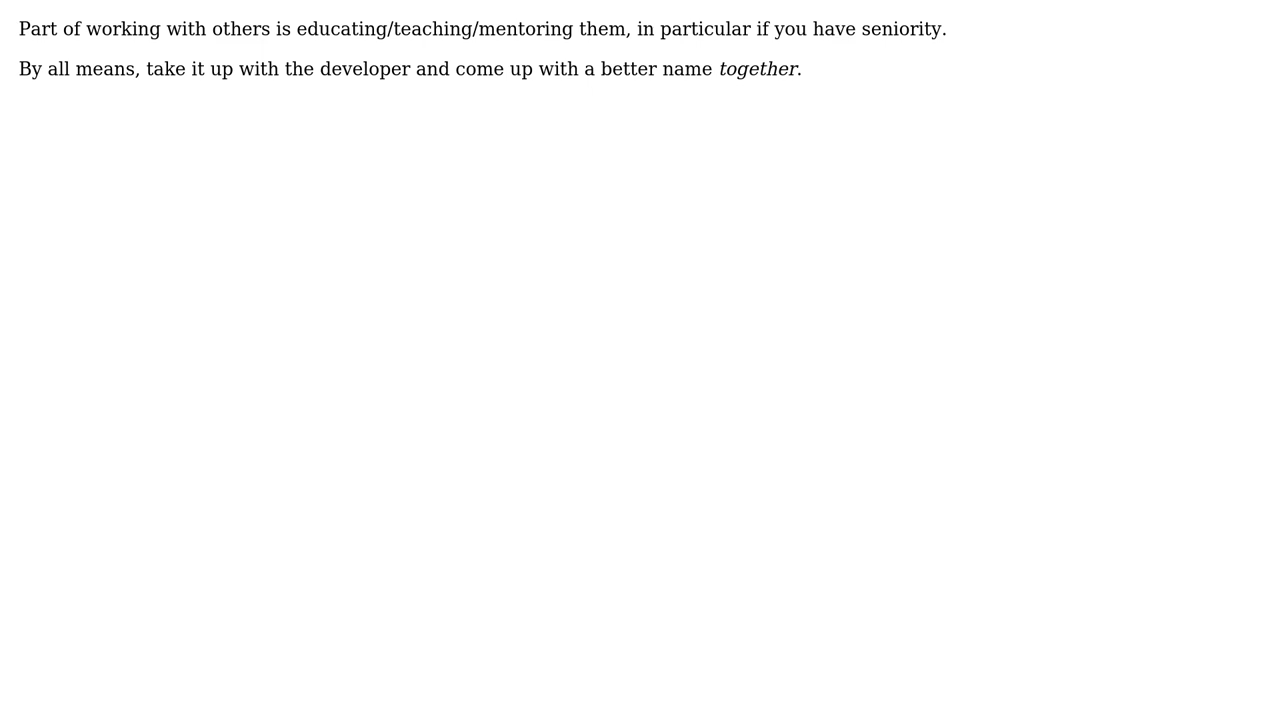 Part of working with others is educating/teaching/mentoring them, in particular if you have seniority.
By all means, take it up with the developer and come up with a better name together.